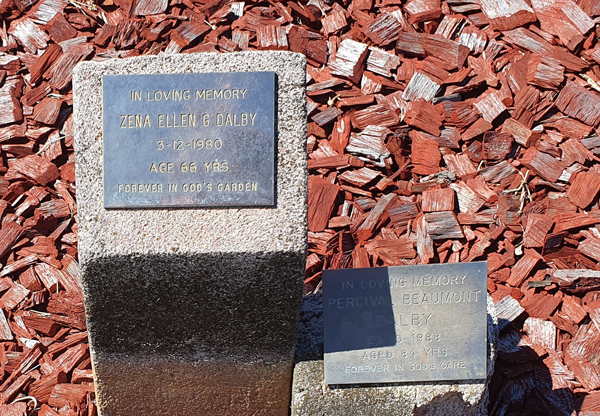 IN LOVING MEMORY
ZENA ELLEN G DALBY
3-12-1980
AGE 66 YRS
FOREVER IN GOD'S GARDEN
IN LOVING MEMORY
PERCIVAL BEAUMONT
DALBY
-1988
AGED 84 YRS
FOREVER IN GOD'S CARE